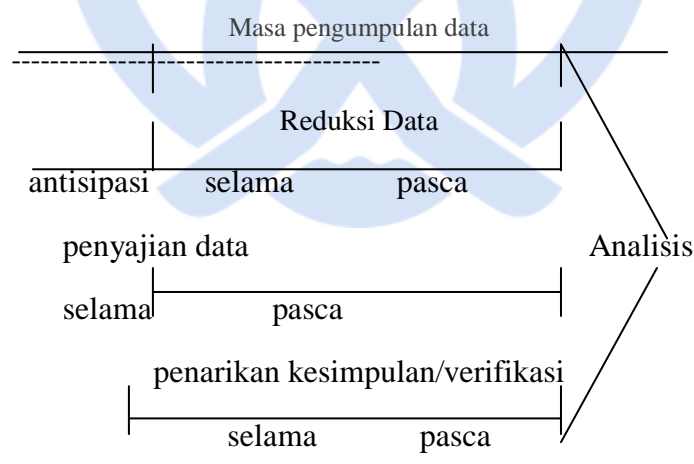 Masa pengumpulan data
Reduksi Data
antisipasi selama pasca
penyajian data Analisis
selama pasca
penarikan kesimpulan/verifikasi
selama pasca